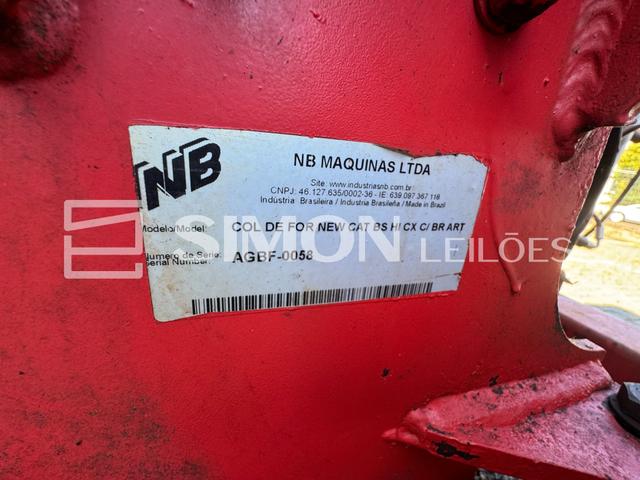 NB
NB MAQUINAS LTDA
Site: www.industriasnb.com.br
CNPJ: 46.127.635/0002-36 - IE: 639.097.367.118
Indústria Brasileira / Industria Brasileña / Made in Brazil
Modelo/Model: COL DE FOR NEW CAT BS HI CX C/ BR ART
Numero de Serie:
Serial Number: AGBF-0058
SIMON LEILÕES